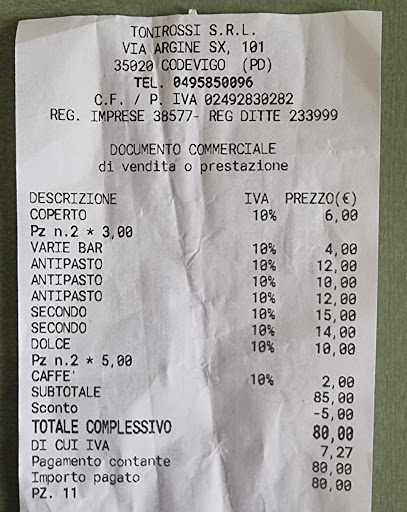 TONIROSSI S.R.L.
VIA ARGINE SX, 101
35020 CODEVIGO (PD)
TEL. 0495850096
C.F. / P. IVA 02492830282
REG. IMPRESE 38577- REG DITTE 233999
DOCUMENTO COMMERCIALE
di vendita o prestazione
DESCRIZIONE IVA PREZZO(€)
COPERTO 10% 6,00
Pz n.2 * 3,00
VARIE BAR 10% 4,00
ANTIPASTO 10% 12,00
ANTIPASTO 10% 10,00
ANTIPASTO 10% 12,00
SECONDO 10% 15,00
SECONDO 10% 14,00
DOLCE 10% 10,00
Pz n.2 * 5,00
CAFFE' 10% 2,00
SUBTOTALE 85,00
Sconto -5,00
TOTALE COMPLESSIVO 80,00
DI CUI IVA 7,27
Pagamento contante 80,00
Importo pagato 80,00
PZ. 11